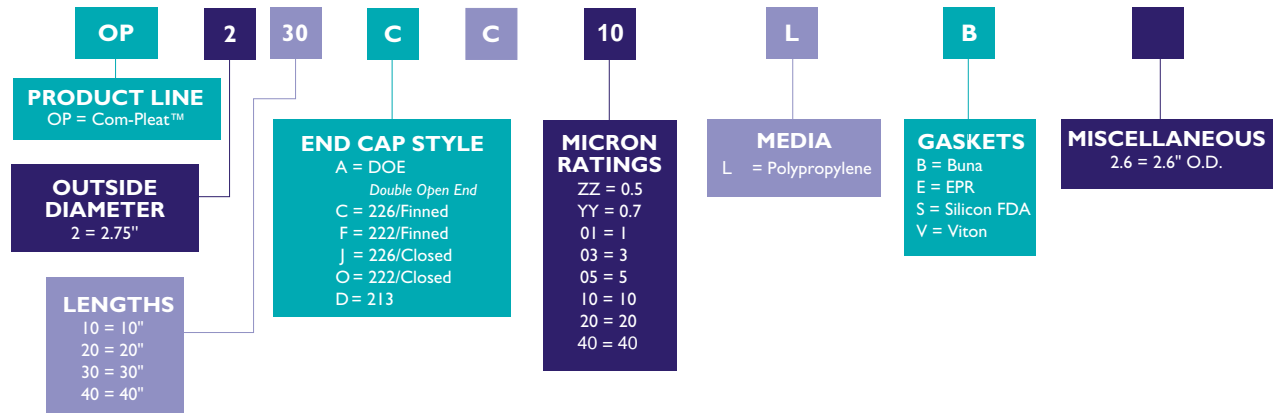 OP 2 30 C C 10 L B
PRODUCT LINE
OP = Com-Pleat™
OUTSIDE
DIAMETER
2 = 2.75"
LENGTHS
10 = 10"
20 = 20"
30 = 30"
40 = 40"
END CAP STYLE
A = DOE
Double Open End
C = 226/Finned
F = 222/Finned
J = 226/Closed
O = 222/Closed
D = 213
MICRON
RATINGS
ZZ = 0.5
YY = 0.7
01 = 1
03 = 3
05 = 5
10 = 10
20 = 20
40 = 40
MEDIA
L = Polypropylene
GASKETS
B = Buna
E = EPR
S = Silicon FDA
V = Viton
MISCELLANEOUS
2.6 = 2.6" O.D.